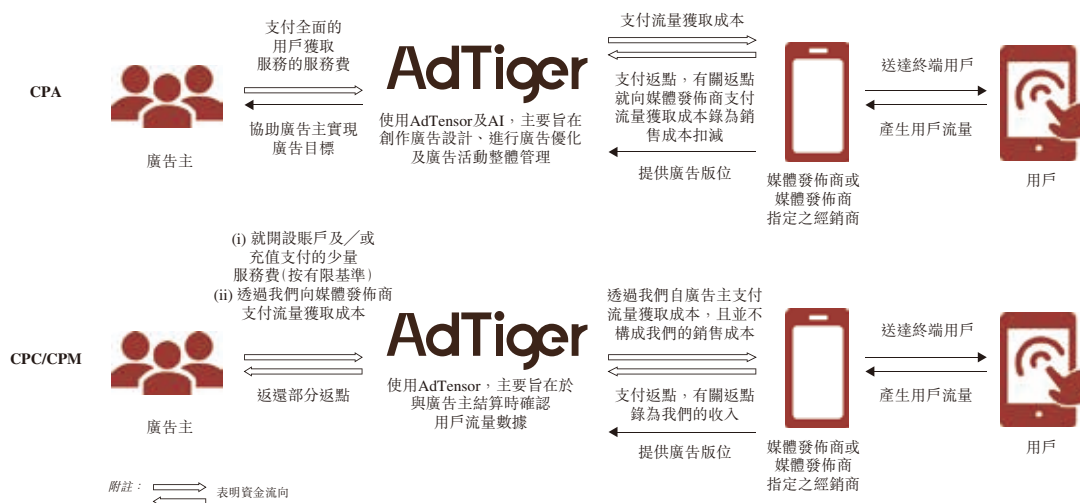 CPA
支付全面的
用戶獲取
服務的服務費
協助廣告主實現
廣告目標
廣告主
AdTiger
使用AdTensor及AI，主要旨在
創作廣告設計、進行廣告優化
及廣告活動整體管理
支付流量獲取成本
支付返點，有關返點
就向媒體發佈商支付
流量獲取成本錄為銷
售成本扣減
提供廣告版位
媒體發佈商或
媒體發佈商
指定之經銷商
送達終端用戶
產生用戶流量
用戶
CPC/CPM
(i) 就開設賬戶及／或
充值支付的少量
服務費(按有限基準)
(ii) 透過我們向媒體發佈商
支付流量獲取成本
返還部分返點
廣告主
AdTiger
使用AdTensor，主要旨在於
與廣告主結算時確認
用戶流量數據
透過我們自廣告主支付
流量獲取成本，且並不
構成我們的銷售成本
支付返點，有關返點
錄為我們的收入
提供廣告版位
媒體發佈商或
媒體發佈商
指定之經銷商
送達終端用戶
產生用戶流量
用戶
附註：
表明資金流向